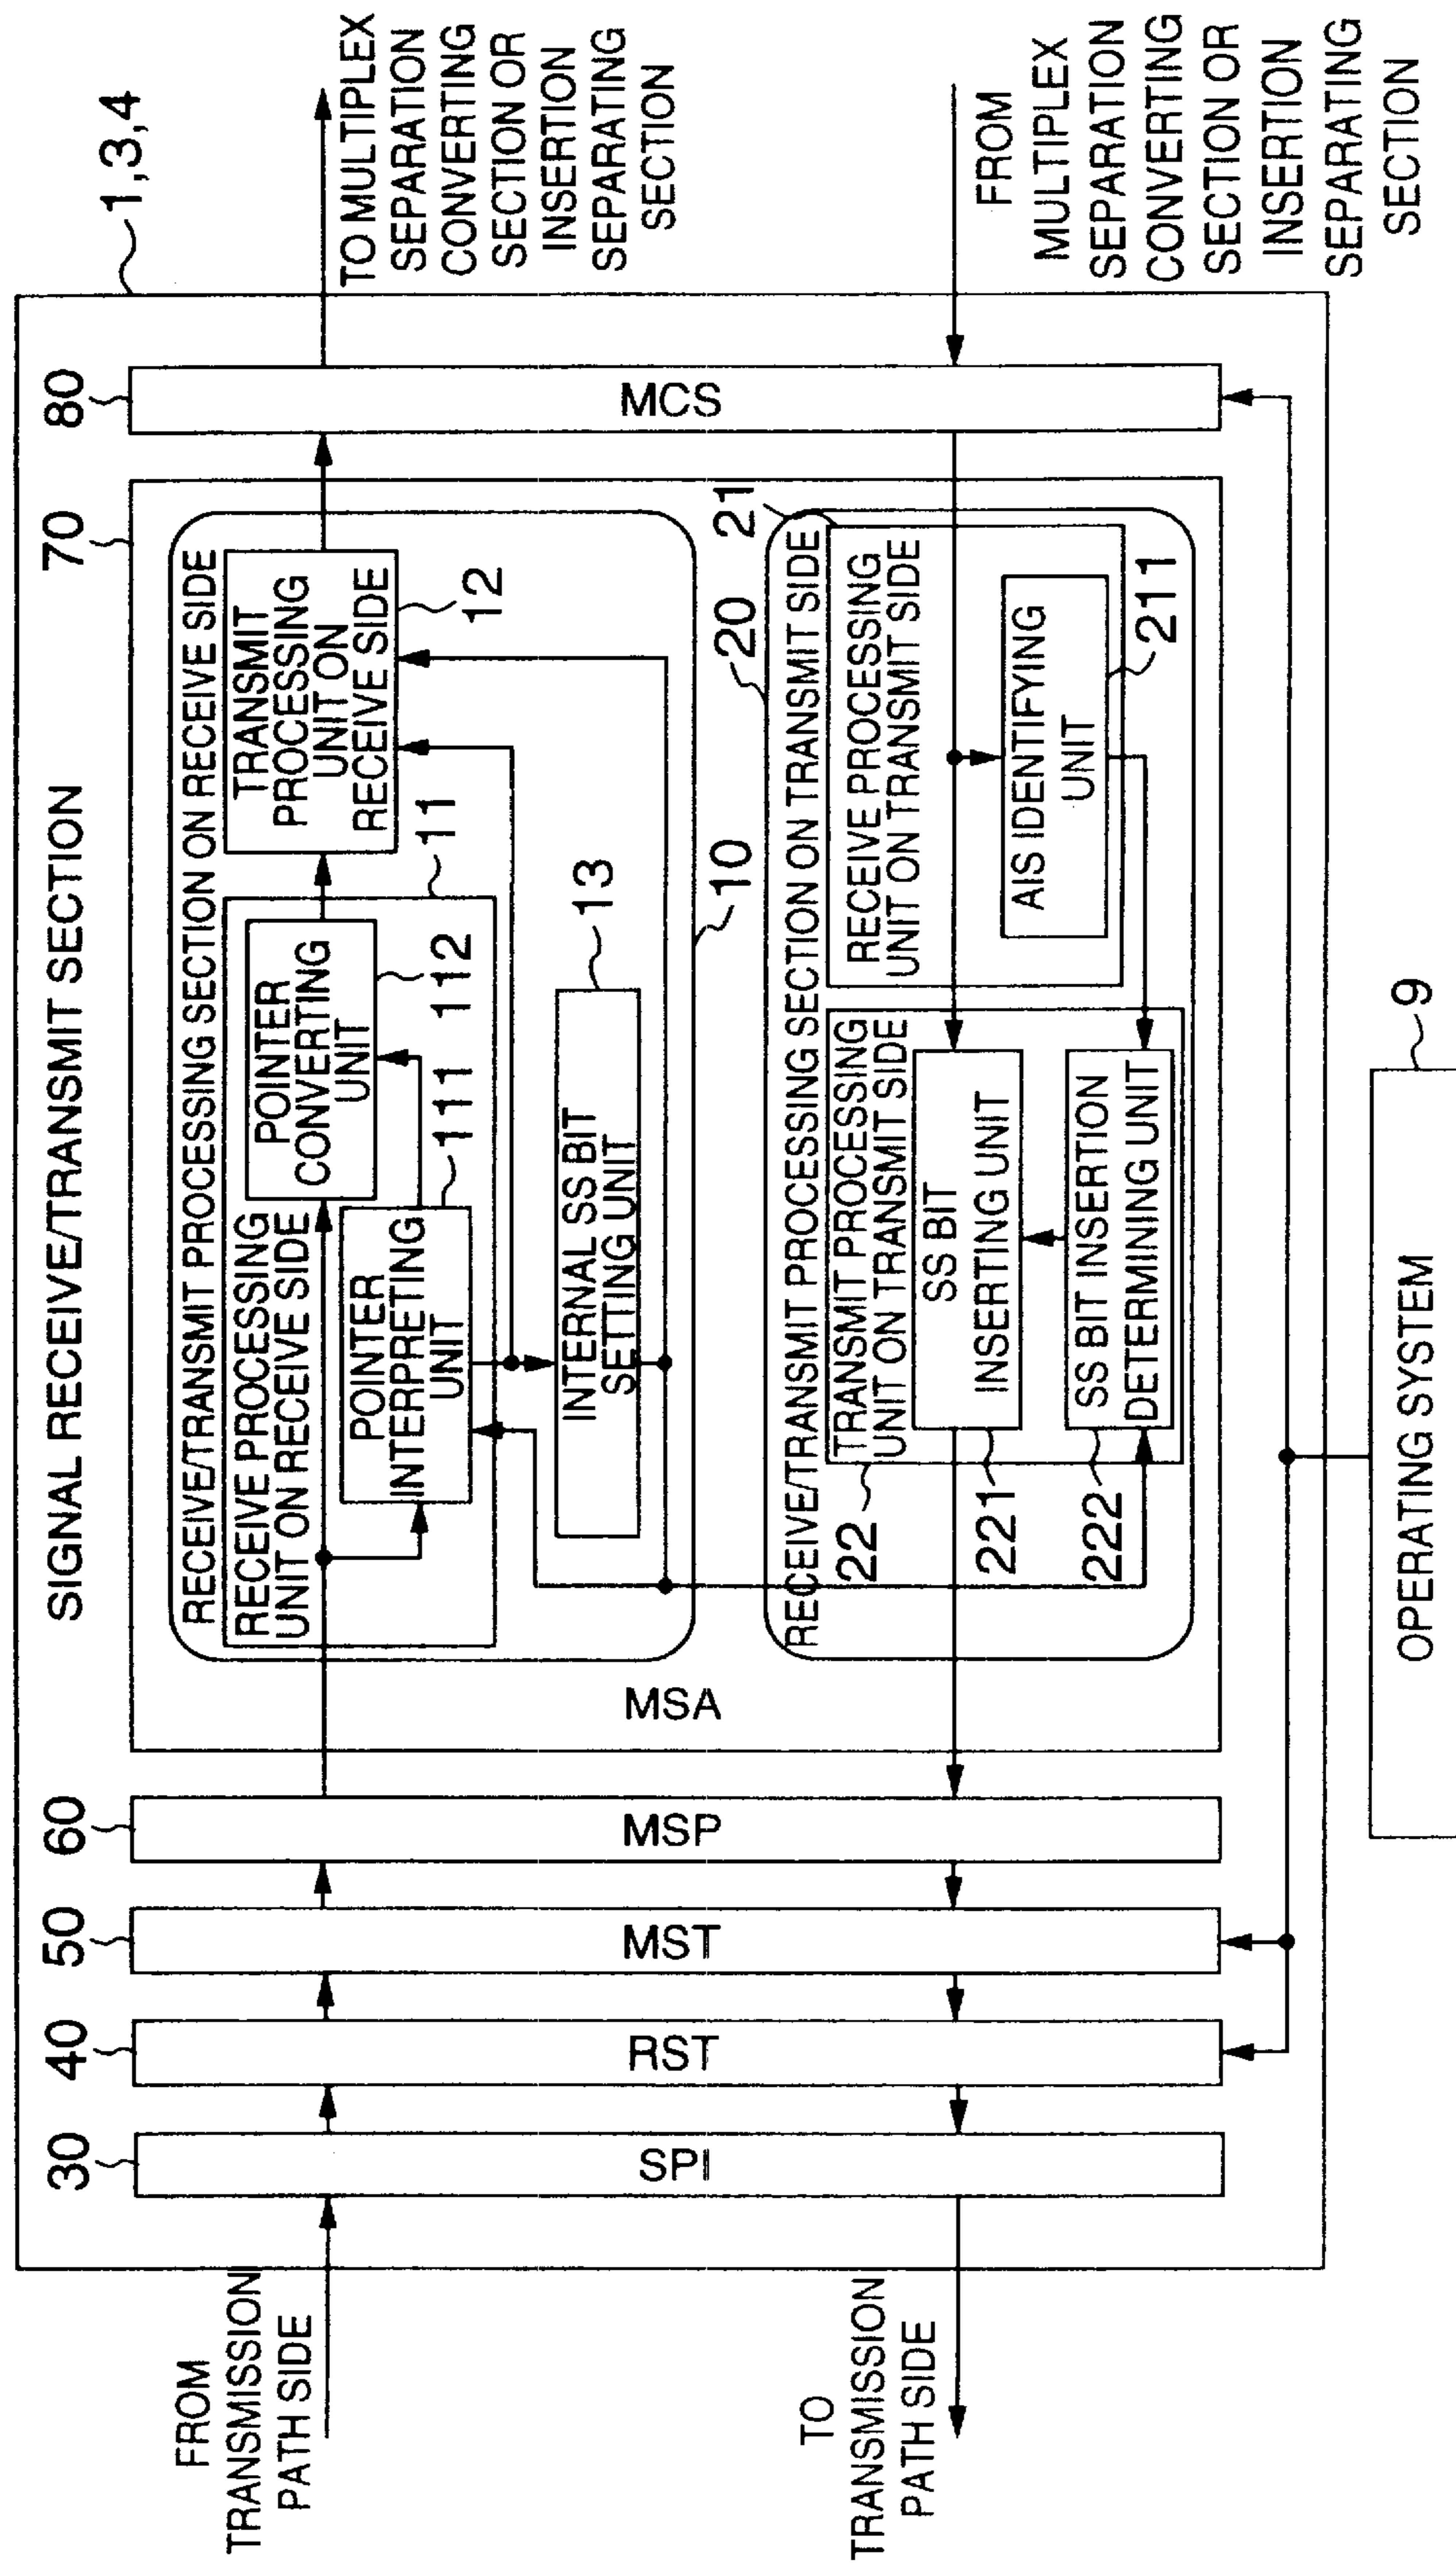 SIGNAL RECEIVE/TRANSMIT SECTION
1,3,4
30
40
50
60
70
80
FROM
TRANSMISSION
PATH SIDE
SPI
RST
MST
MSP
MSA
MCS
RECEIVE/TRANSMIT PROCESSING SECTION ON RECEIVE SIDE
RECEIVE PROCESSING
UNIT ON RECEIVE SIDE
POINTER
CONVERTING
UNIT
112
POINTER
INTERPRETING
UNIT
111
11
TRANSMIT
PROCESSING
UNIT ON
RECEIVE SIDE
12
INTERNAL SS BIT
SETTING UNIT
13
10
TO MULTIPLEX
SEPARATION
CONVERTING
SECTION OR
INSERTION
SEPARATING
SECTION
TO
TRANSMISSION
PATH SIDE
20
21
RECEIVE/TRANSMIT PROCESSING SECTION ON TRANSMIT SIDE
22
TRANSMIT PROCESSING
UNIT ON TRANSMIT SIDE
SS BIT
INSERTING UNIT
221
SS BIT INSERTION
DETERMINING UNIT
222
RECEIVE PROCESSING
UNIT ON TRANSMIT SIDE
AIS IDENTIFYING
UNIT
211
FROM
MULTIPLEX
SEPARATION
CONVERTING
SECTION OR
INSERTION
SEPARATING
SECTION
OPERATING SYSTEM
9